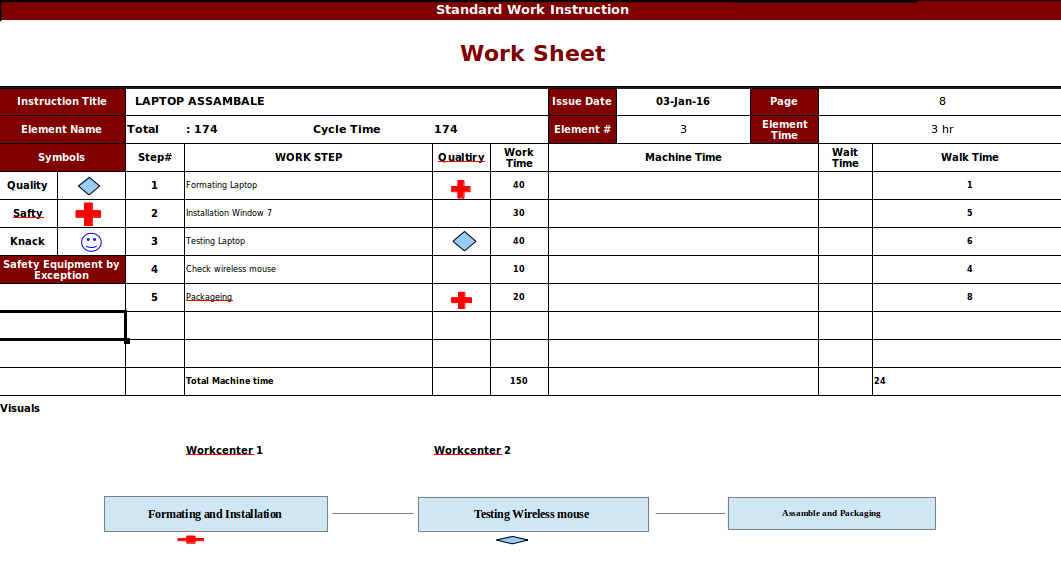 Standard Work Instruction
Work Sheet
Instruction Title LAPTOP ASSAMBALE Issue Date 03-Jan-16 Page 8
Element Name Total : 174 Cycle Time 174 Element # 3 Element Time 3 hr
Symbols Step# WORK STEP Qualtiry Work Time Machine Time Wait Time Walk Time
Quality 1 Formating Laptop 40 1
Safty 2 Installation Window 7 30 5
Knack 3 Testing Laptop 40 6
Safety Equipment by Exception 4 Check wireless mouse 10 4
5 Packageing 20 8
Total Machine time 150 24
Visuals
Workcenter 1 Workcenter 2
Formating and Installation Testing Wireless mouse Assamble and Packaging